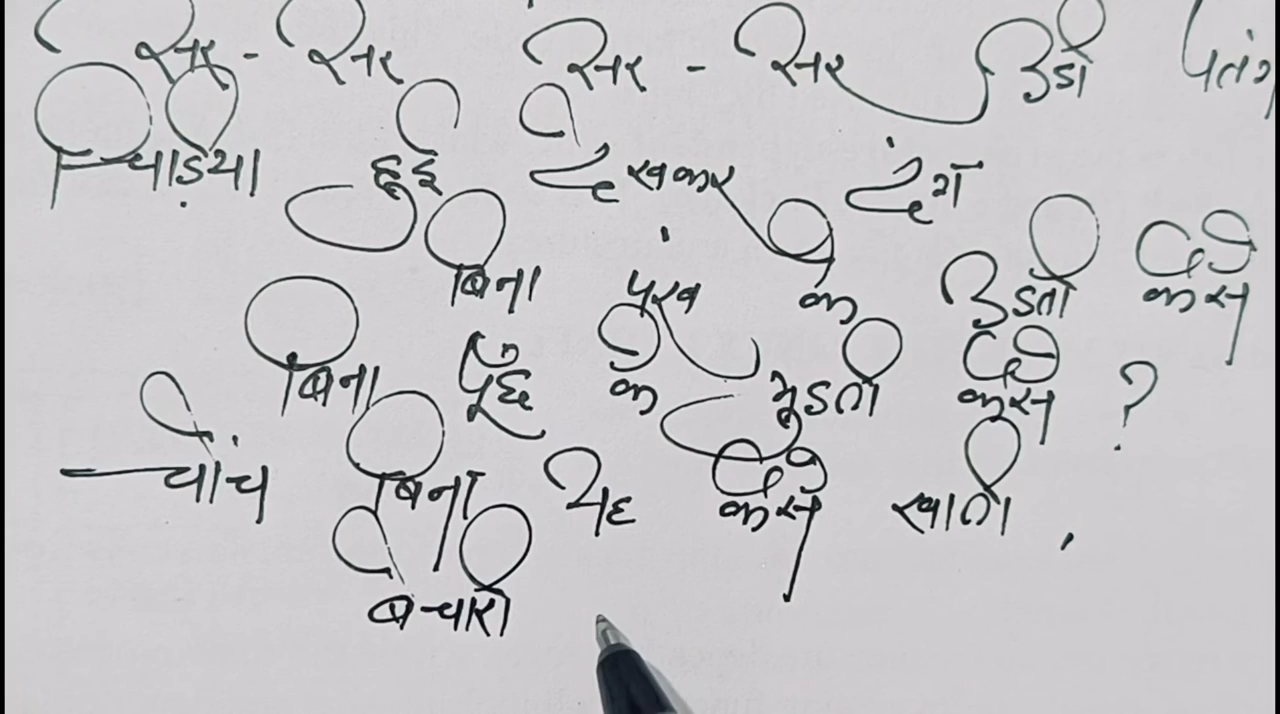 सर - सर सर - सर उड़ी पतंग
चिड़िया हुई देखकर दंग
बिना पंख के उड़ती कैसे
बिना पूँछ के मुड़ती कैसे ?
चोंच बिना यह कैसे खाती ,
बेचारी